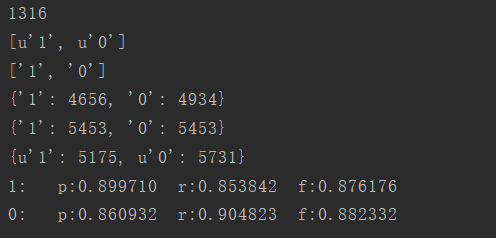 1316
[u'1', u'0']
['1', '0']
{'1': 4656, '0': 4934}
{'1': 5453, '0': 5453}
{u'1': 5175, u'0': 5731}
1:   p:0.899710  r:0.853842  f:0.876176
0:   p:0.860932  r:0.904823  f:0.882332